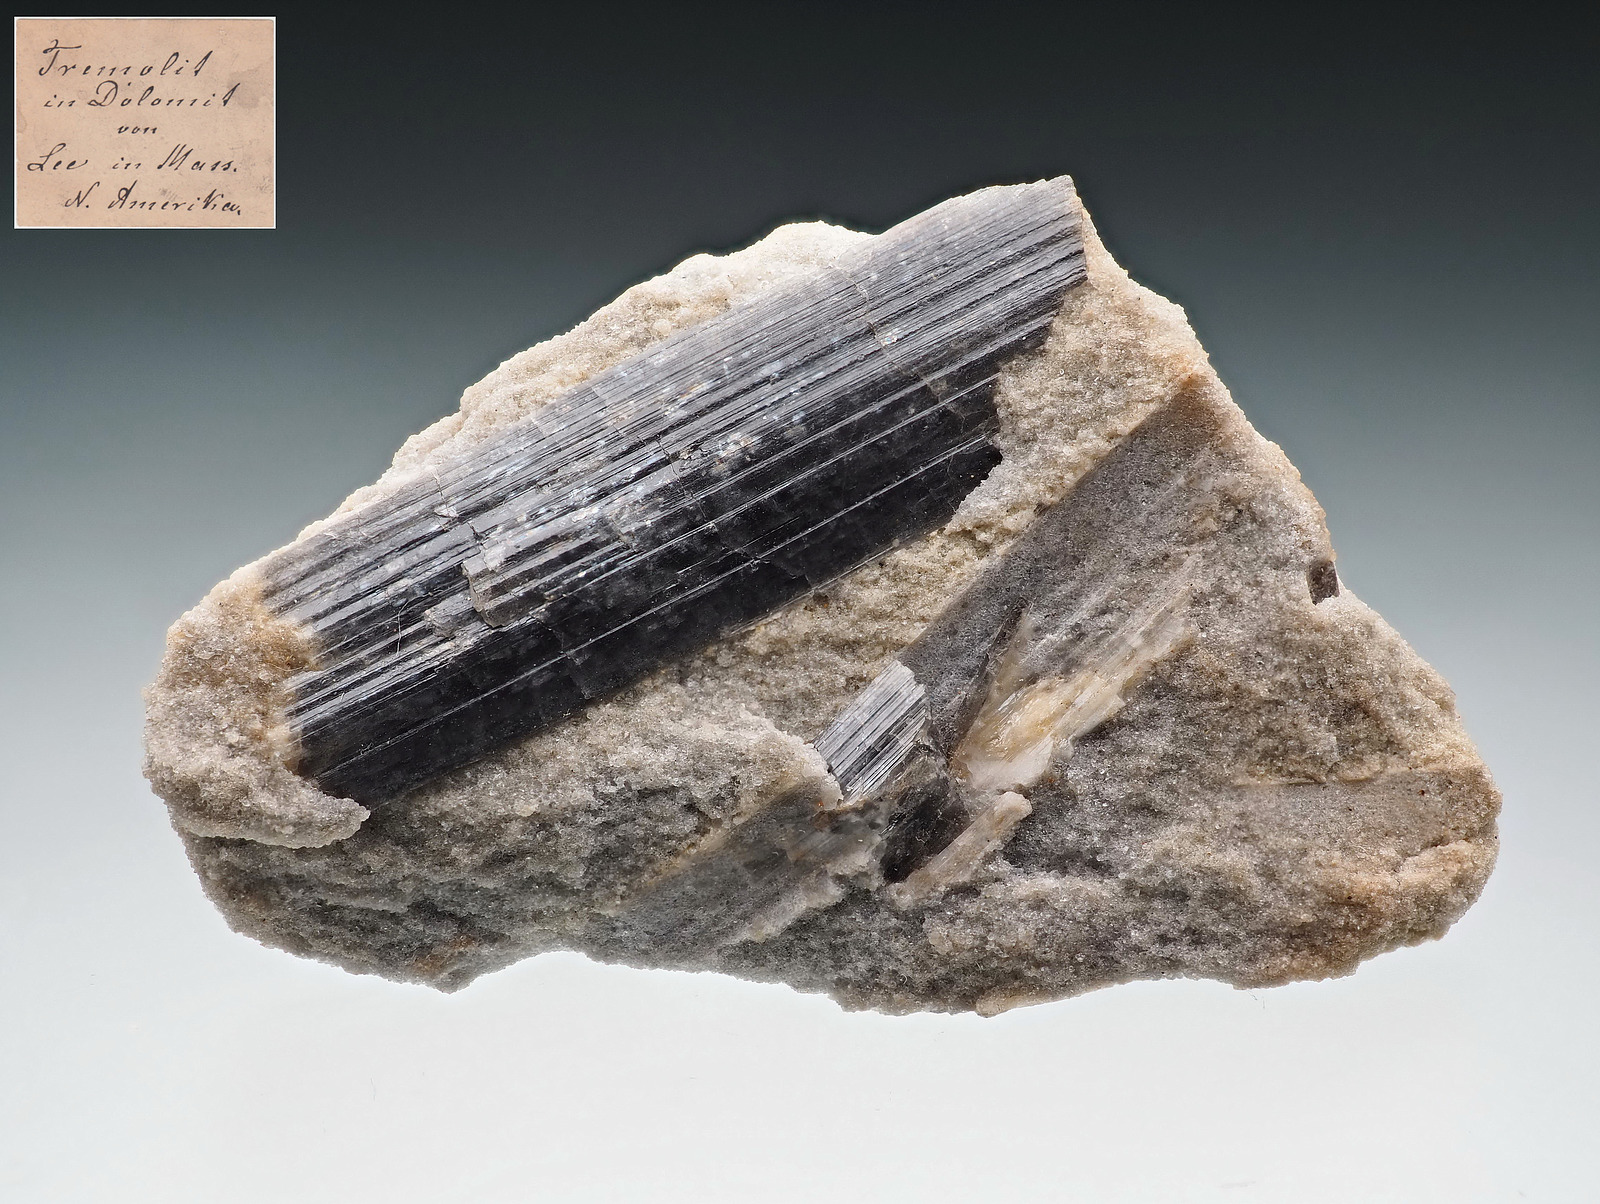 Tremolit
in Dolomit
von
Lee in Mass.
N. Amerika.